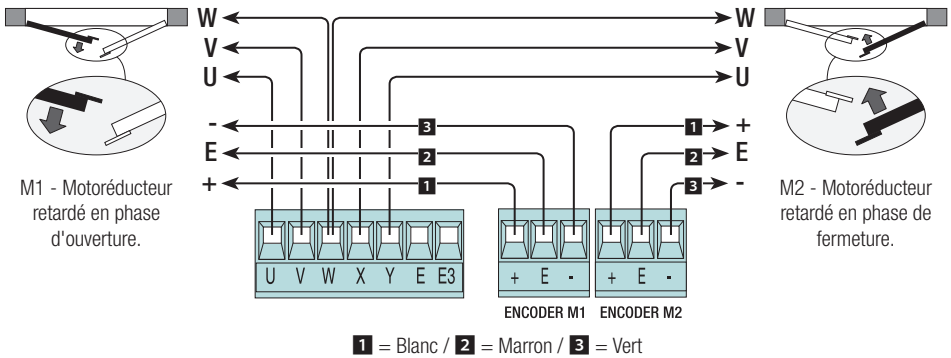 W W
V V
U U
- 3 1 +
E 2 2 E
+ 1 3 -
M1 - Motoréducteur
retardé en phase
d'ouverture.
M2 - Motoréducteur
retardé en phase de
fermeture.
U V W X Y E E3
+ E - + E -
ENCODER M1 ENCODER M2
1 = Blanc / 2 = Marron / 3 = Vert